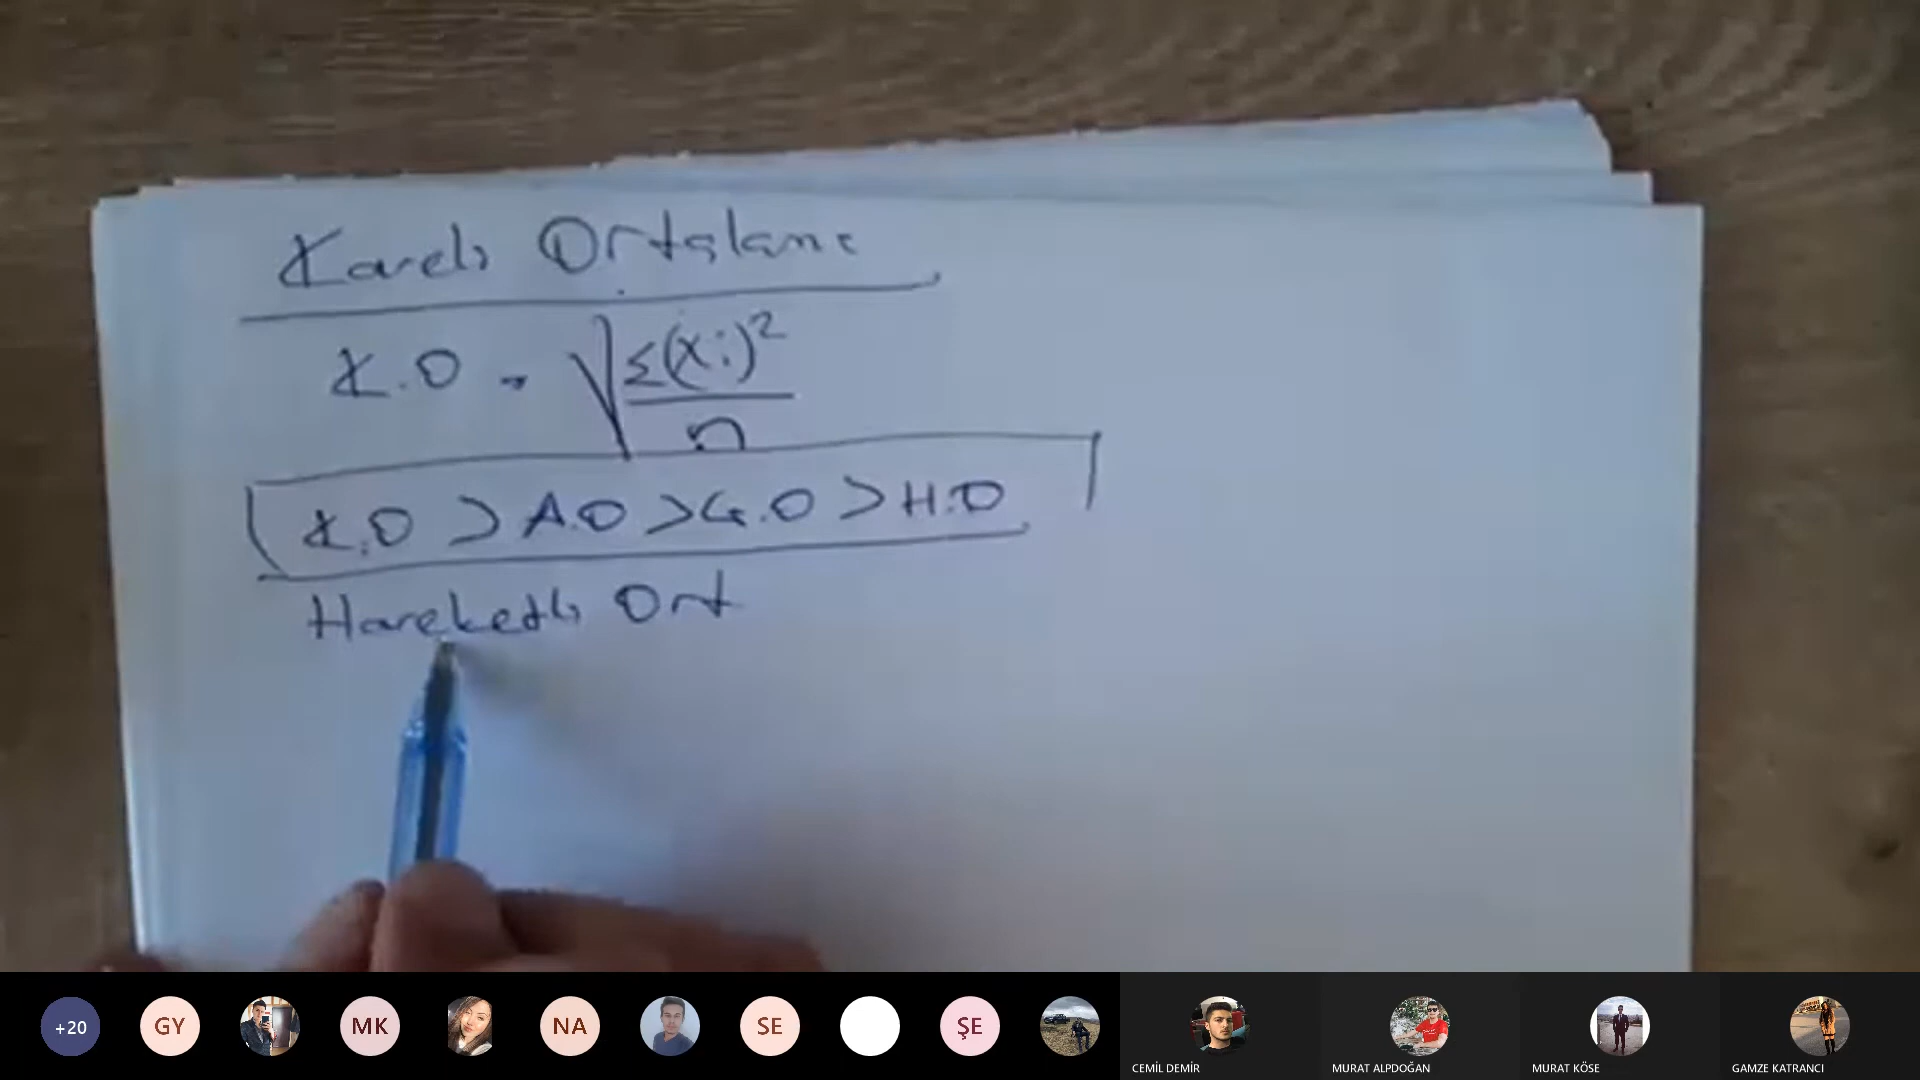 Kareli Ortalama
K.O = √Σ(xi)²/n
K.O > A.O > G.O > H.O
Hareketli Ort
+20
GY
MK
NA
SE
ŞE
CEMİL DEMİR
MURAT ALPDOĞAN
MURAT KÖSE
GAMZE KATRANCI